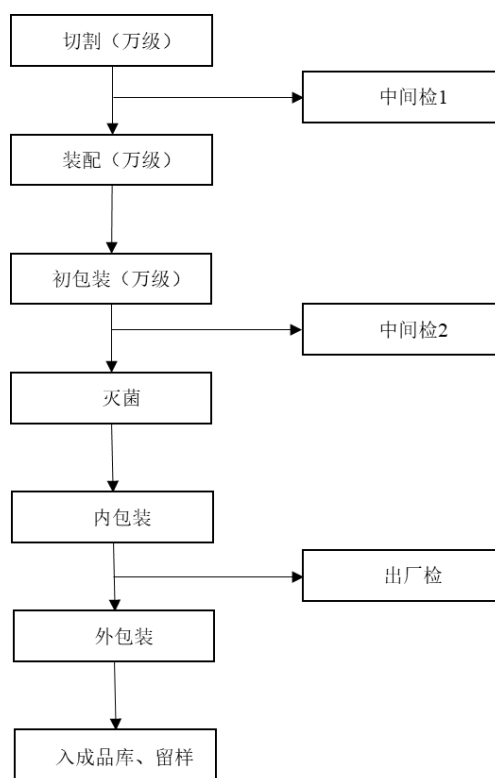 切割（万级）
中间检1
装配（万级）
初包装（万级）
中间检2
灭菌
内包装
出厂检
外包装
入成品库、留样